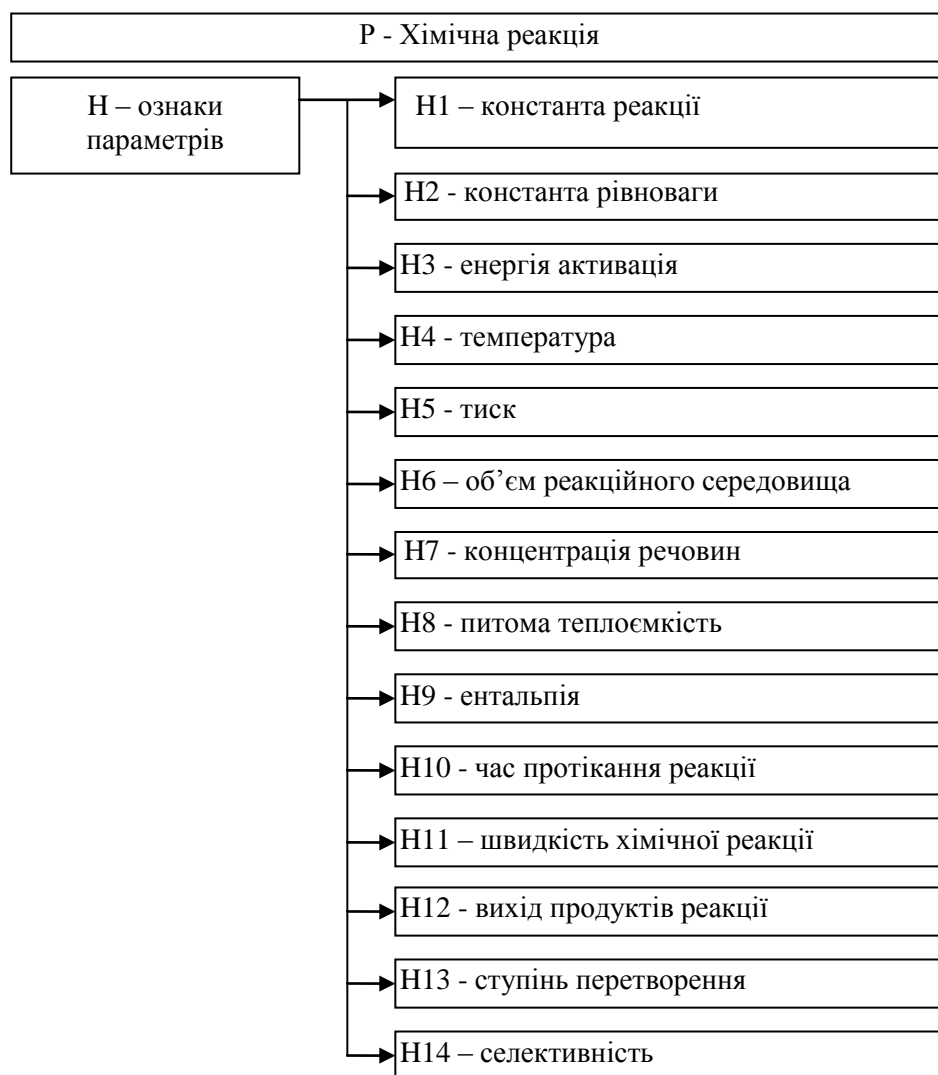 Р - Хімічна реакція
Н – ознаки
параметрів
Н1 – константа реакції
Н2 - константа рівноваги
Н3 - енергія активація
Н4 - температура
Н5 - тиск
Н6 – об’єм реакційного середовища
Н7 - концентрація речовин
Н8 - питома теплоємкість
Н9 - ентальпія
Н10 - час протікання реакції
Н11 – швидкість хімічної реакції
Н12 - вихід продуктів реакції
Н13 - ступінь перетворення
Н14 – селективність